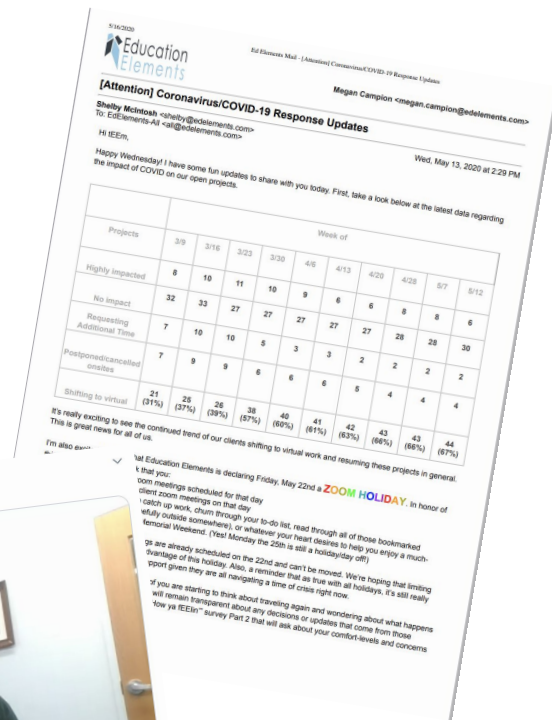 5/16/2020
Ed Elements Mail - [Attention] Coronavirus/COVID-19 Response Updates
Education
Elements
Megan Campion <megan.campion@edelements.com>
[Attention] Coronavirus/COVID-19 Response Updates
Shelby McIntosh <shelby@edelements.com>
To: EdElements-All <all@edelements.com>
Wed, May 13, 2020 at 2:29 PM
Hi tEEm,
Happy Wednesday! I have some fun updates to share with you today. First, take a look below at the latest data regarding
the impact of COVID on our open projects.
Projects Week of
3/9 3/16 3/23 3/30 4/6 4/13 4/20 4/28 5/7 5/12
Highly impacted 8 10 11 10 9 6 6 8 8 6
No impact 32 33 27 27 27 27 27 28 28 30
Requesting
Additional Time 7 10 10 5 3 3 2 2 2 2
Postponed/cancelled
onsites 7 9 9 6 6 6 5 4 4 4
Shifting to virtual 21 25 26 38 40 41 42 43 43 44
(31%) (37%) (39%) (57%) (60%) (61%) (63%) (66%) (66%) (67%)
It's really exciting to see the continued trend of our clients shifting to virtual work and resuming these projects in general.
This is great news for all of us.
I'm also
that Education Elements is declaring Friday, May 22nd a ZOOM HOLIDAY. In honor of
that you:
zoom meetings scheduled for that day
client zoom meetings on that day
catch up work, churn through your to-do list, read through all of those bookmarked
outside somewhere), or whatever your heart desires to help you enjoy a much-
Memorial Weekend. (Yes! Monday the 25th is still a holiday/day off!)
are already scheduled on the 22nd and can't be moved. We're hoping that limiting
advantage of this holiday. Also, a reminder that as true with all holidays, it's still really
support given they are all navigating a time of crisis right now.
of you are starting to think about traveling again and wondering about what happens
will remain transparent about any decisions or updates that come from those
How ya fEElin'" survey Part 2 that will ask about your comfort-levels and concerns